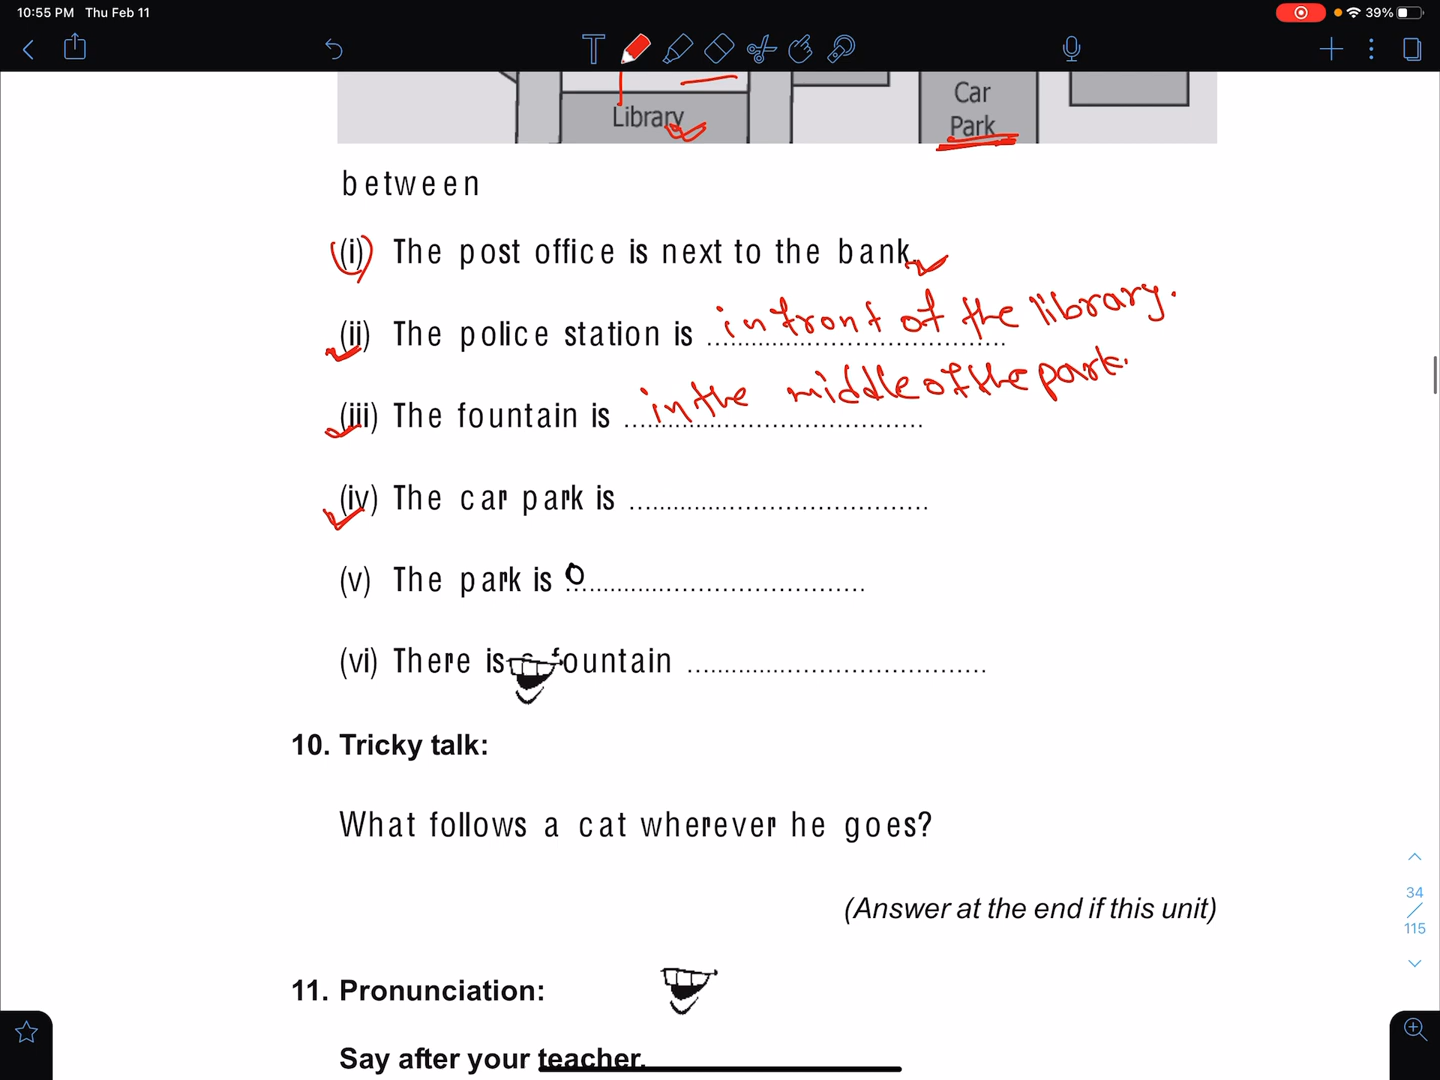 10:55 PM Thu Feb 11
39%
Library
Car
Park
between
(i) The post office is next to the bank.
(ii) The police station is in front of the library.
(iii) The fountain is in the middle of the park.
(iv) The car park is ........................................
(v) The park is ........................................
(vi) There is a fountain ........................................
10. Tricky talk:
What follows a cat wherever he goes?
(Answer at the end if this unit)
34
/
115
11. Pronunciation:
Say after your teacher.